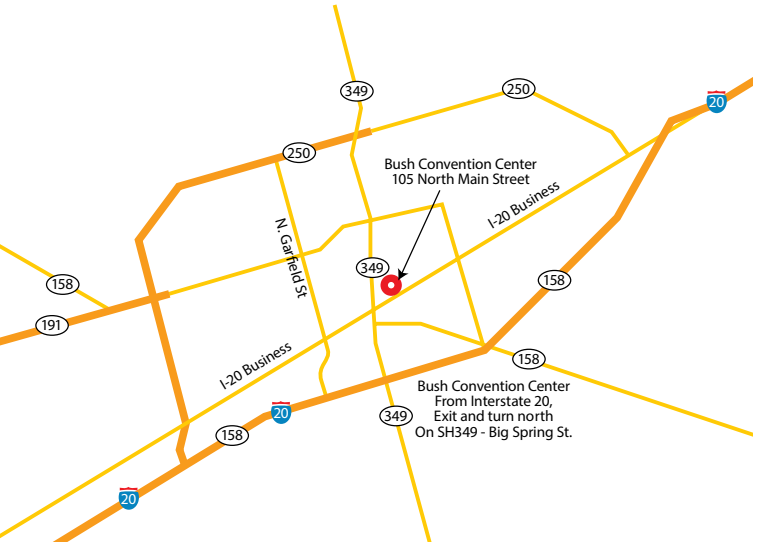 349
250
20
250
Bush Convention Center
105 North Main Street
I-20 Business
N. Garfield St
349
158
158
191
I-20 Business
158
Bush Convention Center
From Interstate 20,
Exit and turn north
On SH349 - Big Spring St.
20
349
158
20